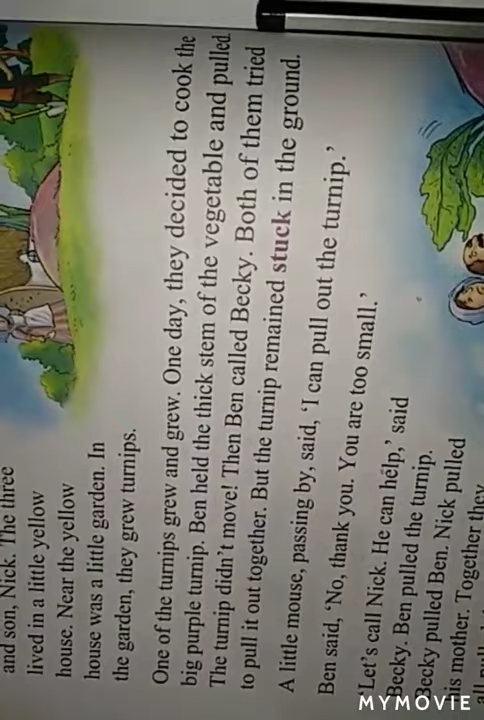 and son, Nick. The three
lived in a little yellow
house. Near the yellow
house was a little garden. In
the garden, they grew turnips.
One of the turnips grew and grew. One day, they decided to cook the
big purple turnip. Ben held the thick stem of the vegetable and pulled.
The turnip didn't move! Then Ben called Becky. Both of them tried
to pull it out together. But the turnip remained stuck in the ground.
A little mouse, passing by, said, ‘I can pull out the turnip.’
Ben said, ‘No, thank you. You are too small.’
‘Let's call Nick. He can help,’ said
Becky. Ben pulled the turnip.
Becky pulled Ben. Nick pulled
his mother. Together they
all
MYMOVIE